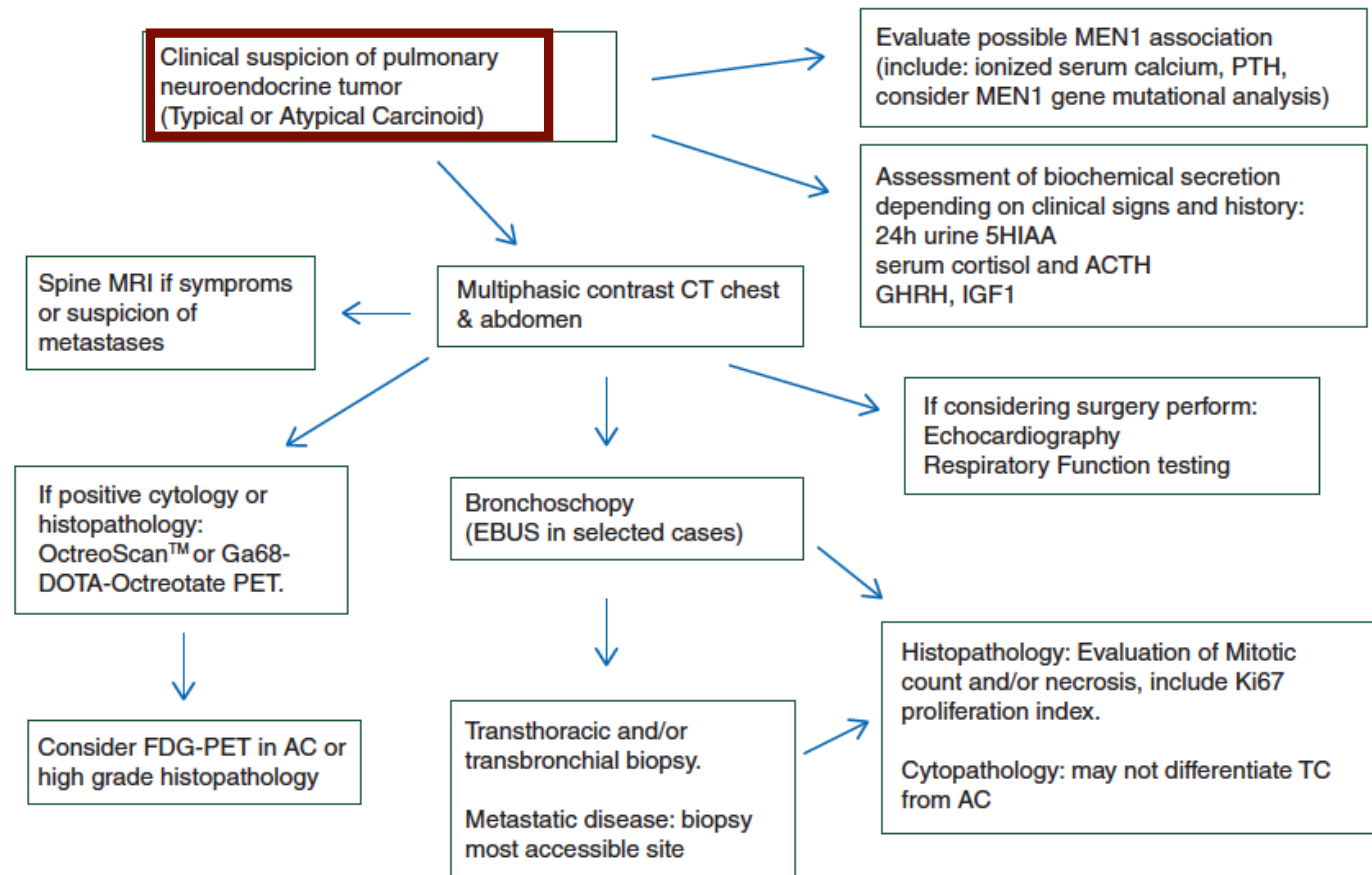 Clinical suspicion of pulmonary
neuroendocrine tumor
(Typical or Atypical Carcinoid)
Evaluate possible MEN1 association
(include: ionized serum calcium, PTH,
consider MEN1 gene mutational analysis)
Assessment of biochemical secretion
depending on clinical signs and history:
24h urine 5HIAA
serum cortisol and ACTH
GHRH, IGF1
Spine MRI if symproms
or suspicion of
metastases
Multiphasic contrast CT chest
& abdomen
If considering surgery perform:
Echocardiography
Respiratory Function testing
If positive cytology or
histopathology:
OctreoScan™ or Ga68-
DOTA-Octreotate PET.
Bronchoschopy
(EBUS in selected cases)
Histopathology: Evaluation of Mitotic
count and/or necrosis, include Ki67
proliferation index.
Cytopathology: may not differentiate TC
from AC
Consider FDG-PET in AC or
high grade histopathology
Transthoracic and/or
transbronchial biopsy.
Metastatic disease: biopsy
most accessible site